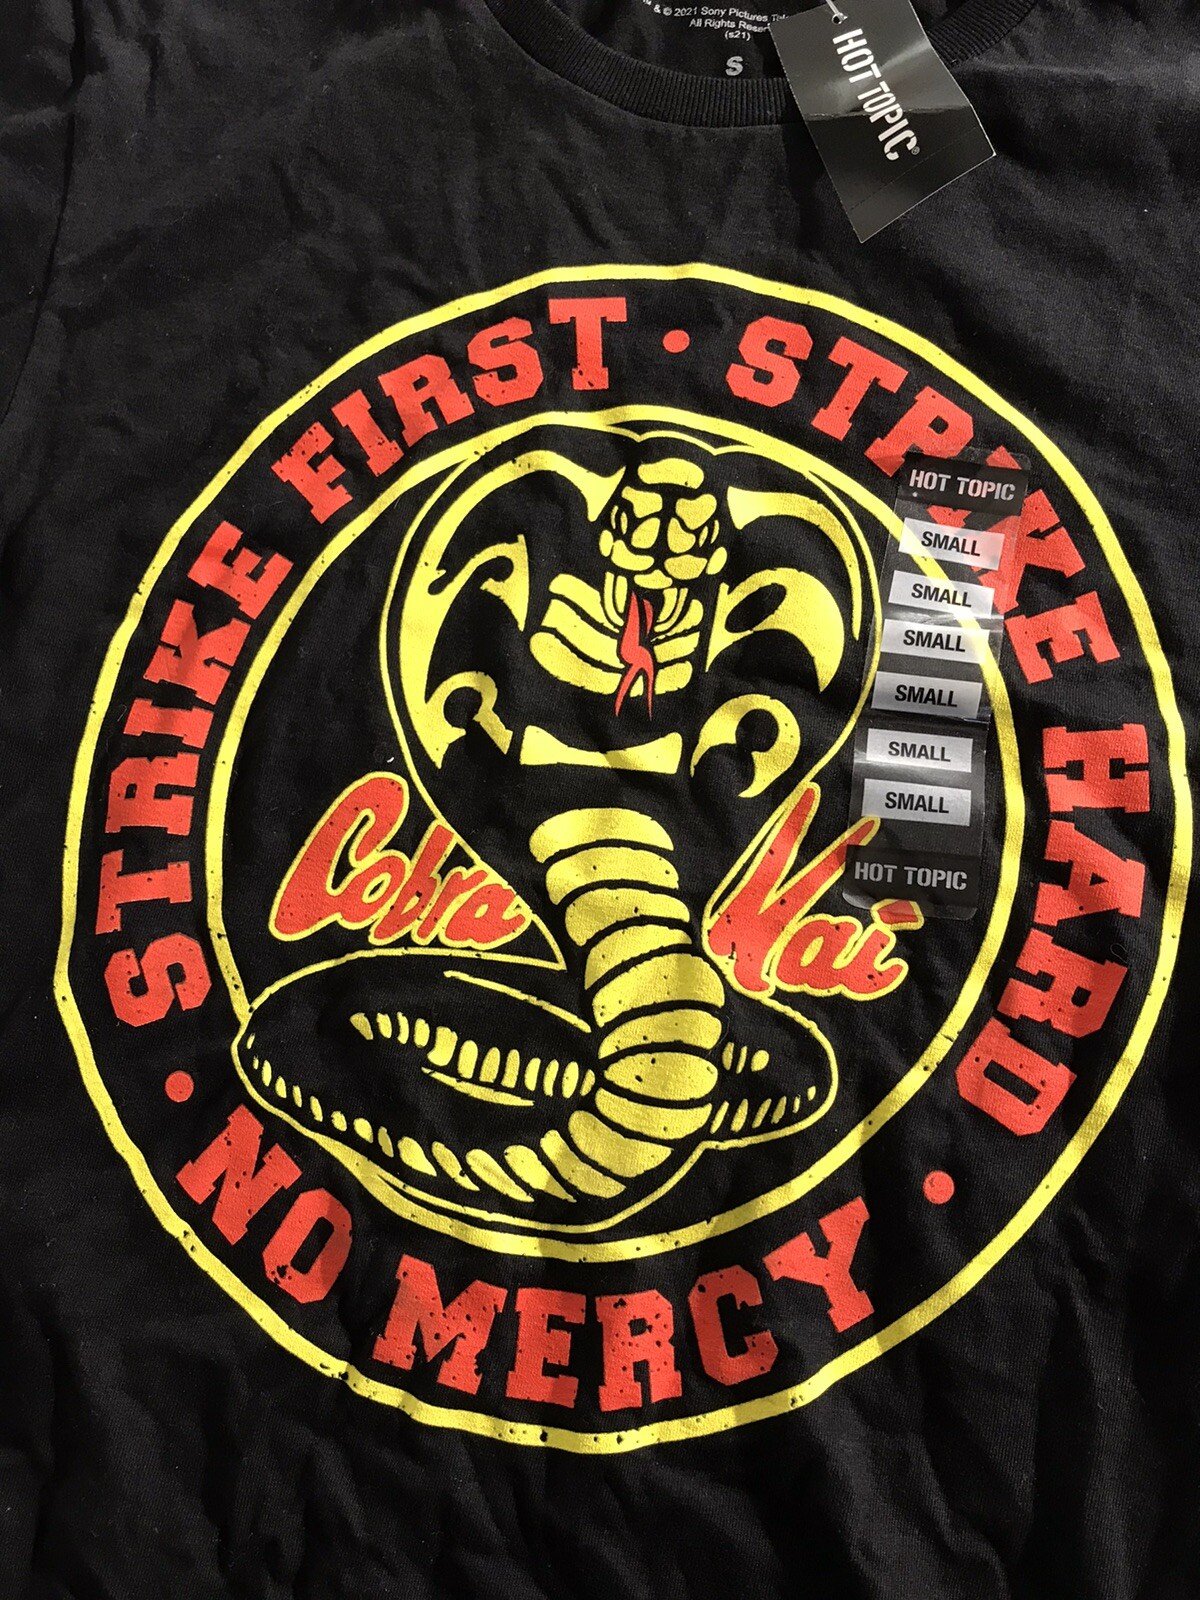 & © 2021 Sony Pictures
All Rights
(s21)
S
HOT TOPIC®
STRIKE FIRST • STRIKE HARD • NO MERCY •
HOT TOPIC
SMALL
SMALL
SMALL
SMALL
SMALL
SMALL
HOT TOPIC
Cobra Kai